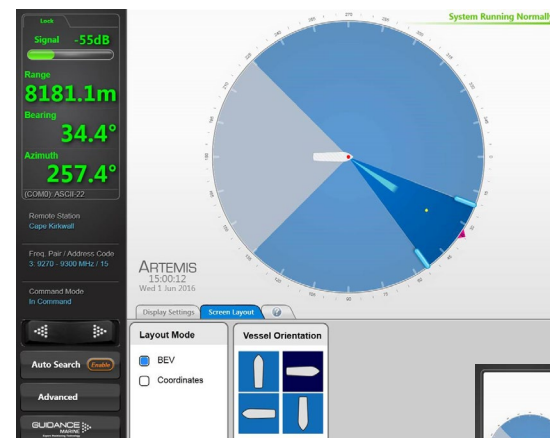 Lock
System Running Normally
Signal -55dB
Range
8181.1m
Bearing
34.4°
Azimuth
257.4°
(COM0): ASCII-22
Remote Station
Cape Kirkwall
Freq. Pair / Address Code
3: 9270 - 9300 MHz / 15
Command Mode
In Command
ARTEMIS
15:00:12
Wed 1 Jun 2016
Display Settings Screen Layout ?
Layout Mode
BEV
Coordinates
Vessel Orientation
Auto Search Enable
Advanced
GUIDANCE
MARINE